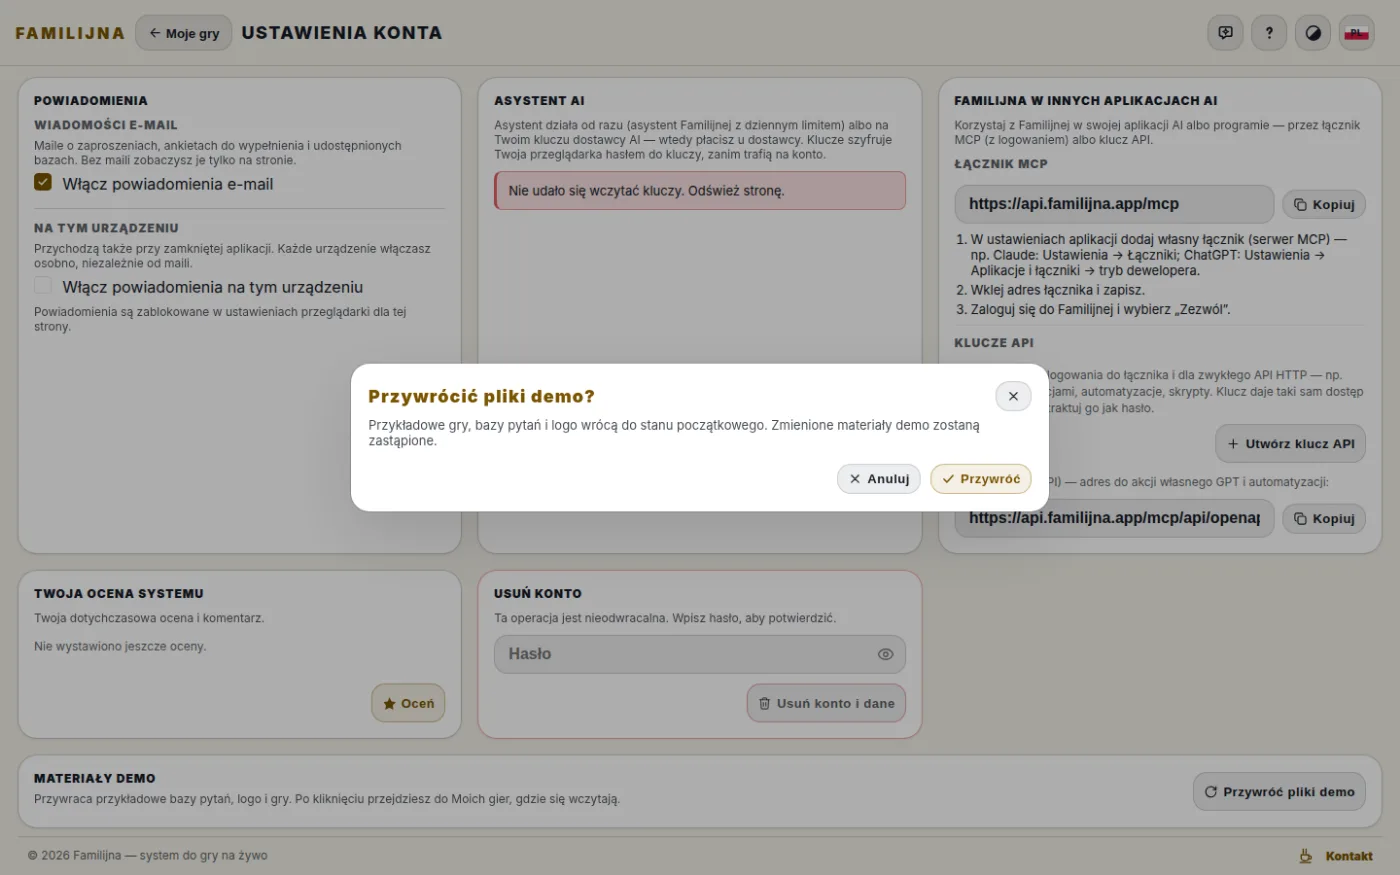 FAMILIJNA
Moje gry
USTAWIENIA KONTA
?
PL
POWIADOMIENIA
WIADOMOŚCI E-MAIL
Maile o zaproszeniach, ankietach do wypełnienia i udostępnionych
bazach. Bez maili zobaczysz je tylko na stronie.
Włącz powiadomienia e-mail
NA TYM URZĄDZENIU
Przychodzą także przy zamkniętej aplikacji. Każde urządzenie włączasz
osobno, niezależnie od maili.
Włącz powiadomienia na tym urządzeniu
Powiadomienia są zablokowane w ustawieniach przeglądarki dla tej
strony.
ASYSTENT AI
Asystent działa od razu (asystent Familijnej z dziennym limitem) albo na
Twoim kluczu dostawcy AI — wtedy płacisz u dostawcy. Klucze szyfruje
Twoja przeglądarka hasłem do kluczy, zanim trafią na konto.
Nie udało się wczytać kluczy. Odśwież stronę.
FAMILIJNA W INNYCH APLIKACJACH AI
Korzystaj z Familijnej w swojej aplikacji AI albo programie — przez łącznik
MCP (z logowaniem) albo klucz API.
ŁĄCZNIK MCP
https://api.familijna.app/mcp
Kopiuj
1. W ustawieniach aplikacji dodaj własny łącznik (serwer MCP) —
np. Claude: Ustawienia → Łączniki; ChatGPT: Ustawienia →
Aplikacje i łączniki → tryb dewelopera.
2. Wklej adres łącznika i zapisz.
3. Zaloguj się do Familijnej i wybierz „Zezwól”.
KLUCZE API
logowania do łącznika i dla zwykłego API HTTP — np.
automatyzacje, skrypty. Klucz daje taki sam dostęp
go jak hasło.
Utwórz klucz API
— adres do akcji własnego GPT i automatyzacji:
https://api.familijna.app/mcp/api/openap
Kopiuj
Przywrócić pliki demo?
Przykładowe gry, bazy pytań i logo wrócą do stanu początkowego. Zmienione materiały demo zostaną
zastąpione.
Anuluj
Przywróć
TWOJA OCENA SYSTEMU
Twoja dotychczasowa ocena i komentarz.
Nie wystawiono jeszcze oceny.
Oceń
USUŃ KONTO
Ta operacja jest nieodwracalna. Wpisz hasło, aby potwierdzić.
Hasło
Usuń konto i dane
MATERIAŁY DEMO
Przywraca przykładowe bazy pytań, logo i gry. Po kliknięciu przejdziesz do Moich gier, gdzie się wczytają.
Przywróć pliki demo
© 2026 Familijna — system do gry na żywo
Kontakt